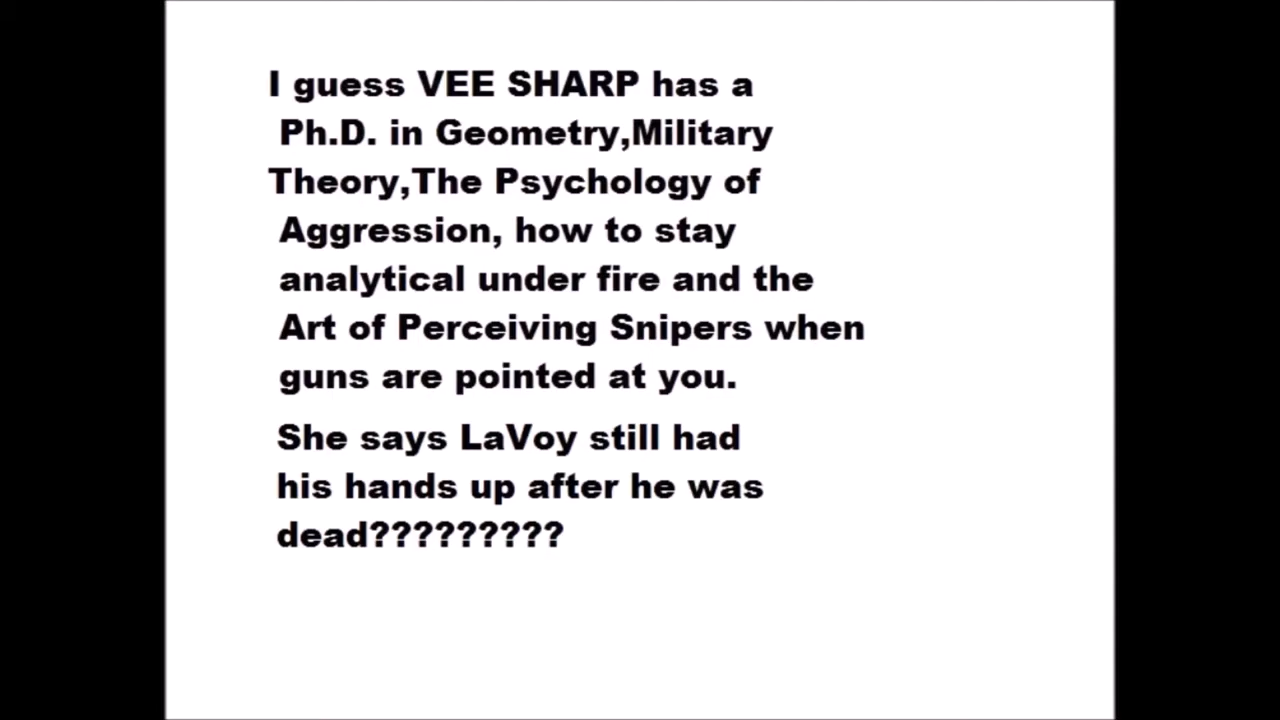 I guess VEE SHARP has a
Ph.D. in Geometry,Military
Theory,The Psychology of
Aggression, how to stay
analytical under fire and the
Art of Perceiving Snipers when
guns are pointed at you.
She says LaVoy still had
his hands up after he was
dead?????????